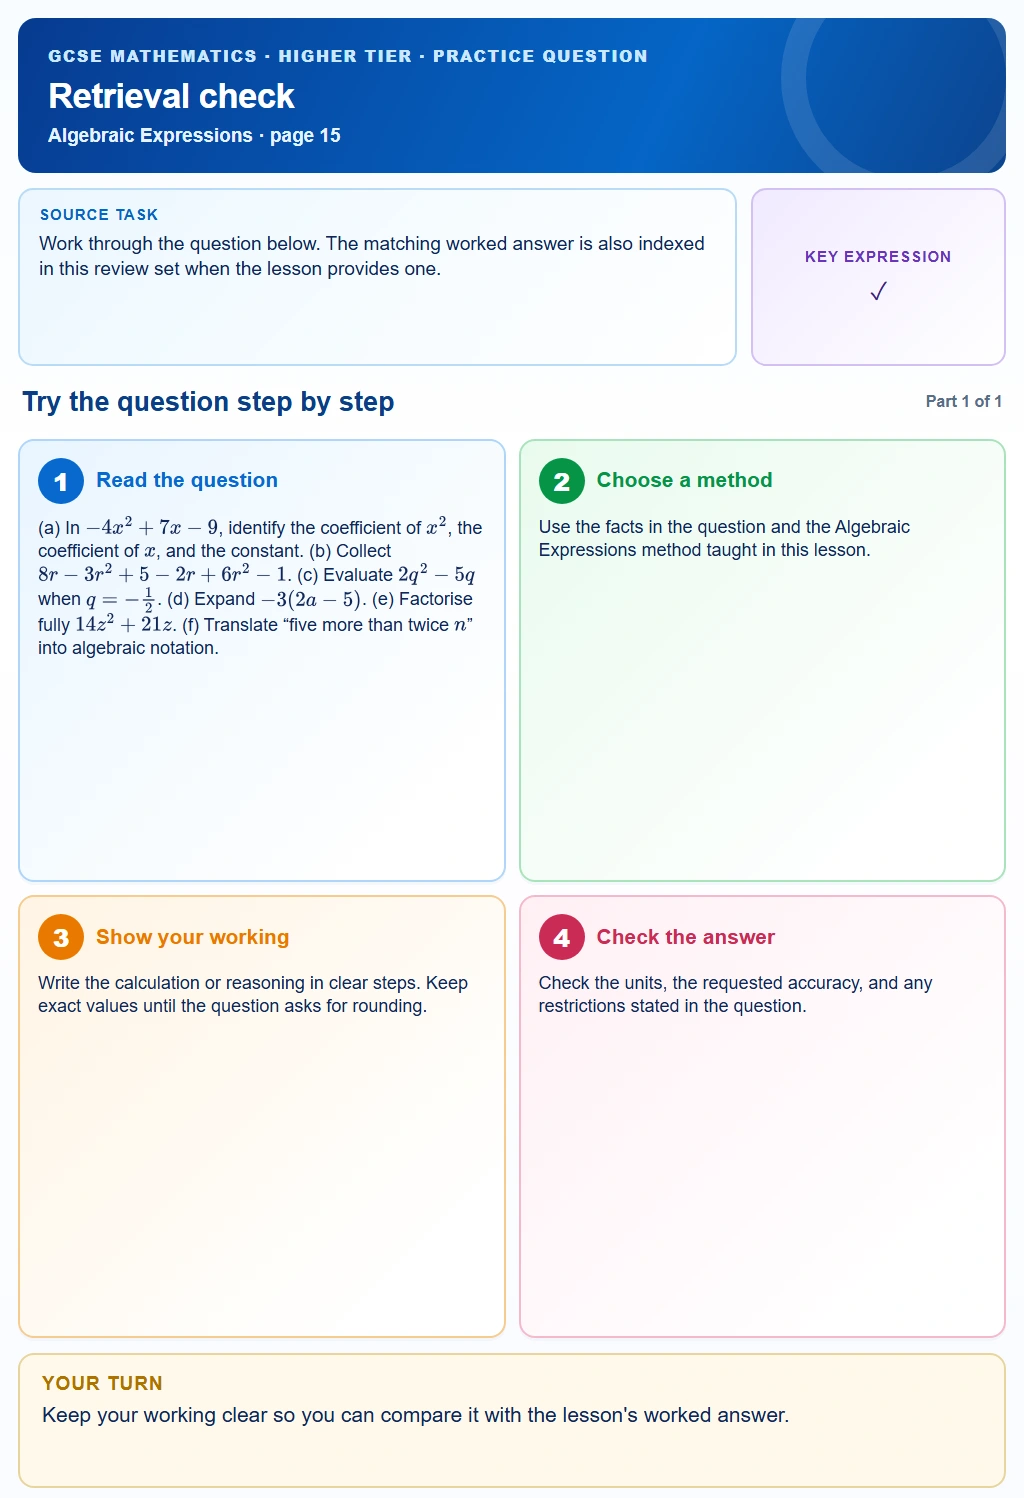 GCSE MATHEMATICS · HIGHER TIER · PRACTICE QUESTION
Retrieval check
Algebraic Expressions · page 15
SOURCE TASK
Work through the question below. The matching worked answer is also indexed
in this review set when the lesson provides one.
KEY EXPRESSION
✓
Try the question step by step
Part 1 of 1
1 Read the question
(a) In −4x² + 7x − 9, identify the coefficient of x², the
coefficient of x, and the constant. (b) Collect
8r − 3r² + 5 − 2r + 6r² − 1. (c) Evaluate 2q² − 5q
when q = −1/2. (d) Expand −3(2a − 5). (e) Factorise
fully 14z² + 21z. (f) Translate “five more than twice n”
into algebraic notation.
2 Choose a method
Use the facts in the question and the Algebraic
Expressions method taught in this lesson.
3 Show your working
Write the calculation or reasoning in clear steps. Keep
exact values until the question asks for rounding.
4 Check the answer
Check the units, the requested accuracy, and any
restrictions stated in the question.
YOUR TURN
Keep your working clear so you can compare it with the lesson's worked answer.